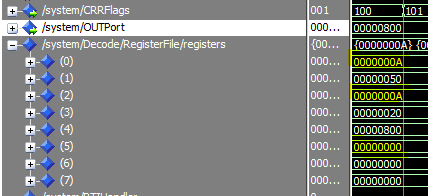 /system/CRRFlags 001 100 101
/system/OUTPort 000... 00000800
/system/Decode/RegisterFile/registers {00... {0000000A} {0
(0) 000... 0000000A
(1) 000... 00000050
(2) 000... 0000000A
(3) 000... 00000020
(4) 000... 00000800
(5) 000... 00000000
(6) 000... 00000000
(7) 000... 00000000